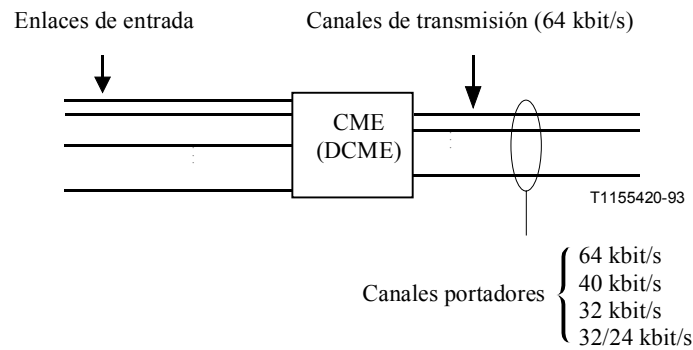 Enlaces de entrada
Canales de transmisión (64 kbit/s)
CME
(DCME)
T1155420-93
Canales portadores
64 kbit/s
40 kbit/s
32 kbit/s
32/24 kbit/s